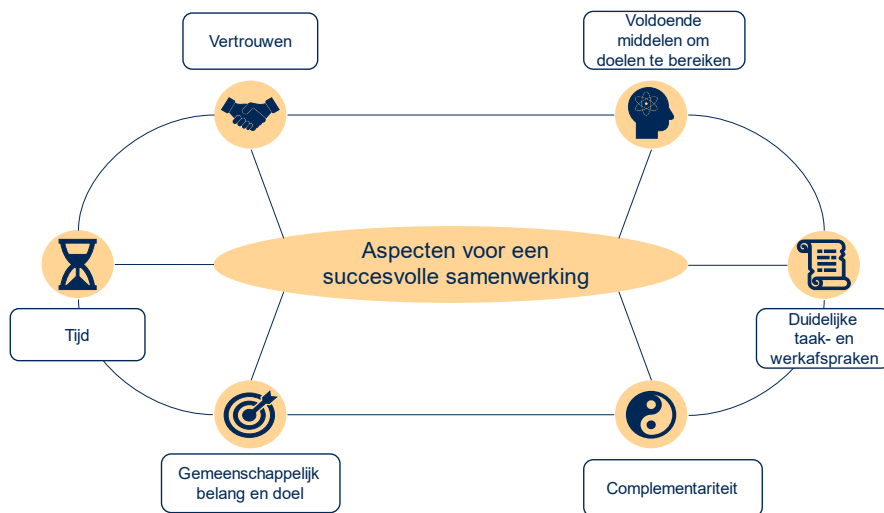 Vertrouwen
Voldoende
middelen om
doelen te bereiken
Aspecten voor een
succesvolle samenwerking
Tijd
Duidelijke
taak- en
werkafspraken
Gemeenschappelijk
belang en doel
Complementariteit